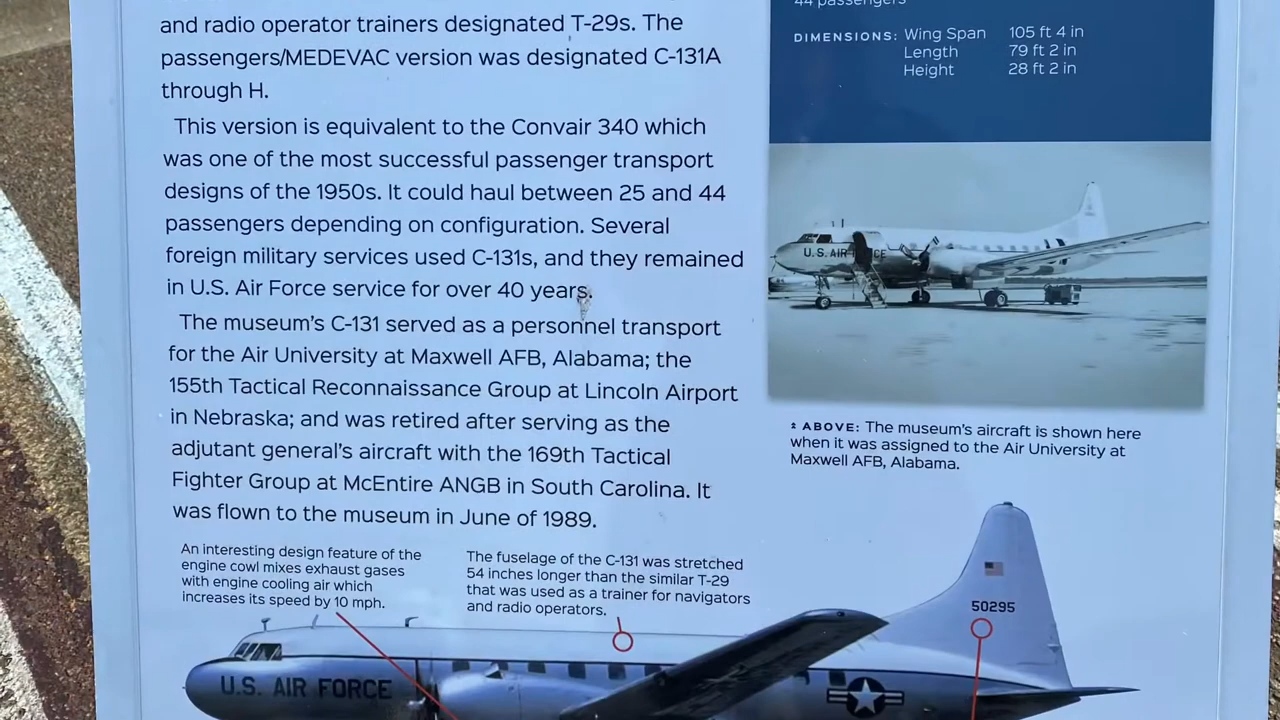 and radio operator trainers designated T-29s. The
passengers/MEDEVAC version was designated C-131A
through H.
This version is equivalent to the Convair 340 which
was one of the most successful passenger transport
designs of the 1950s. It could haul between 25 and 44
passengers depending on configuration. Several
foreign military services used C-131s, and they remained
in U.S. Air Force service for over 40 years.
The museum's C-131 served as a personnel transport
for the Air University at Maxwell AFB, Alabama; the
155th Tactical Reconnaissance Group at Lincoln Airport
in Nebraska; and was retired after serving as the
adjutant general's aircraft with the 169th Tactical
Fighter Group at McEntire ANGB in South Carolina. It
was flown to the museum in June of 1989.
44 passengers
DIMENSIONS: Wing Span 105 ft 4 in
Length 79 ft 2 in
Height 28 ft 2 in
U.S. AIR FORCE
ABOVE: The museum's aircraft is shown here
when it was assigned to the Air University at
Maxwell AFB, Alabama.
An interesting design feature of the
engine cowl mixes exhaust gases
with engine cooling air which
increases its speed by 10 mph.
The fuselage of the C-131 was stretched
54 inches longer than the similar T-29
that was used as a trainer for navigators
and radio operators.
50295
U.S. AIR FORCE